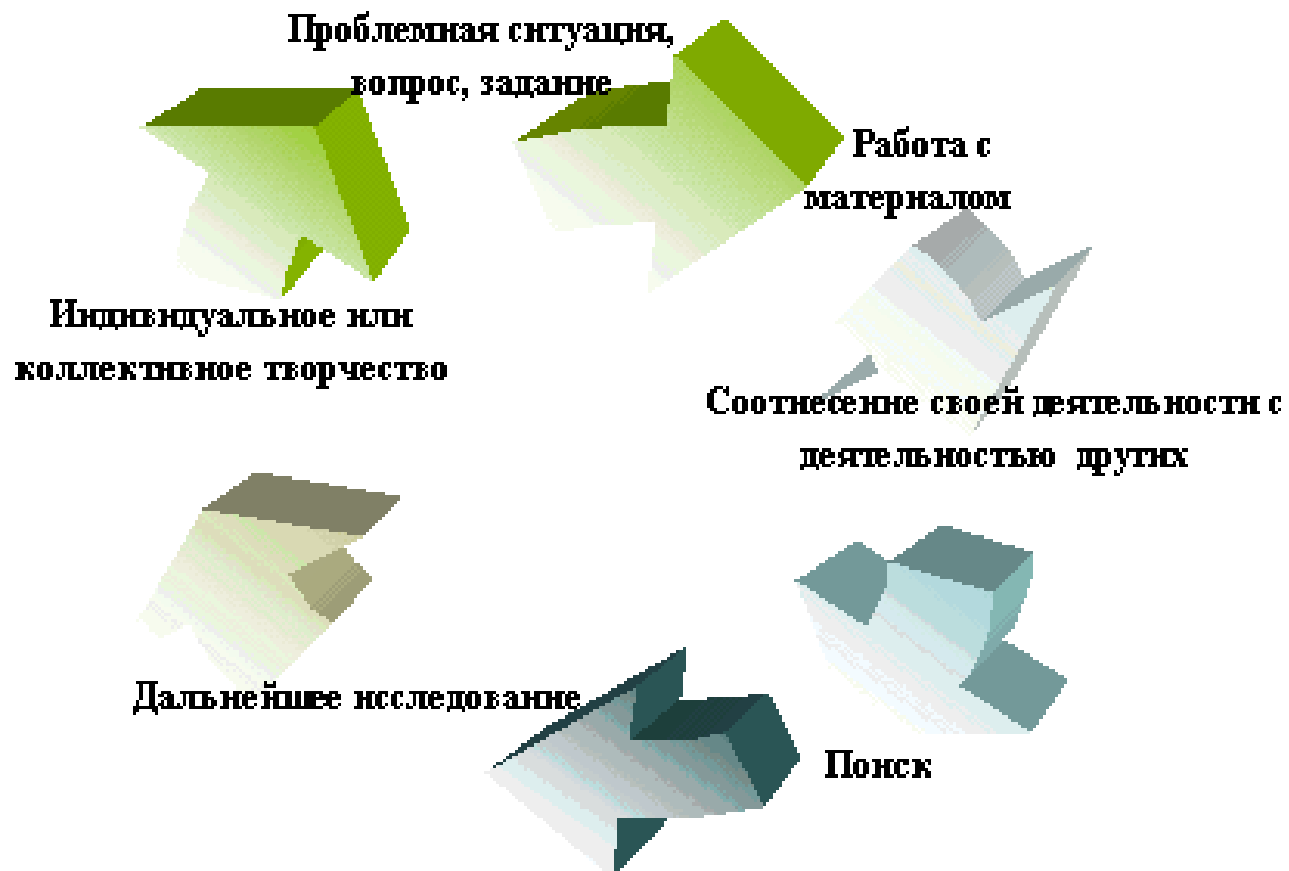 Проблемная ситуация,
вопрос, задание
Работа с
материалом
Соотнесение своей деятельности с
деятельностью других
Поиск
Дальнейшее исследование
Индивидуальное или
коллективное творчество